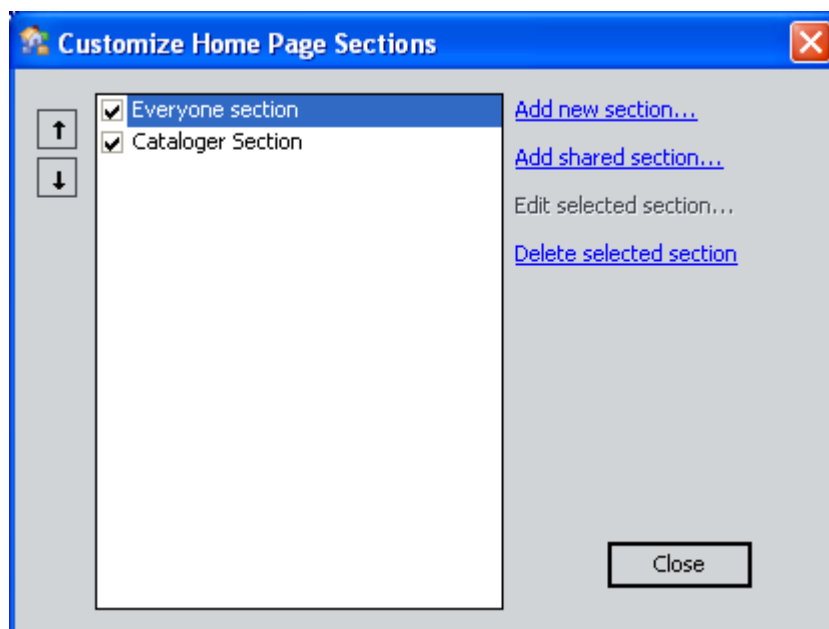 Customize Home Page Sections
Everyone section
Cataloger Section
Add new section...
Add shared section...
Edit selected section...
Delete selected section
Close